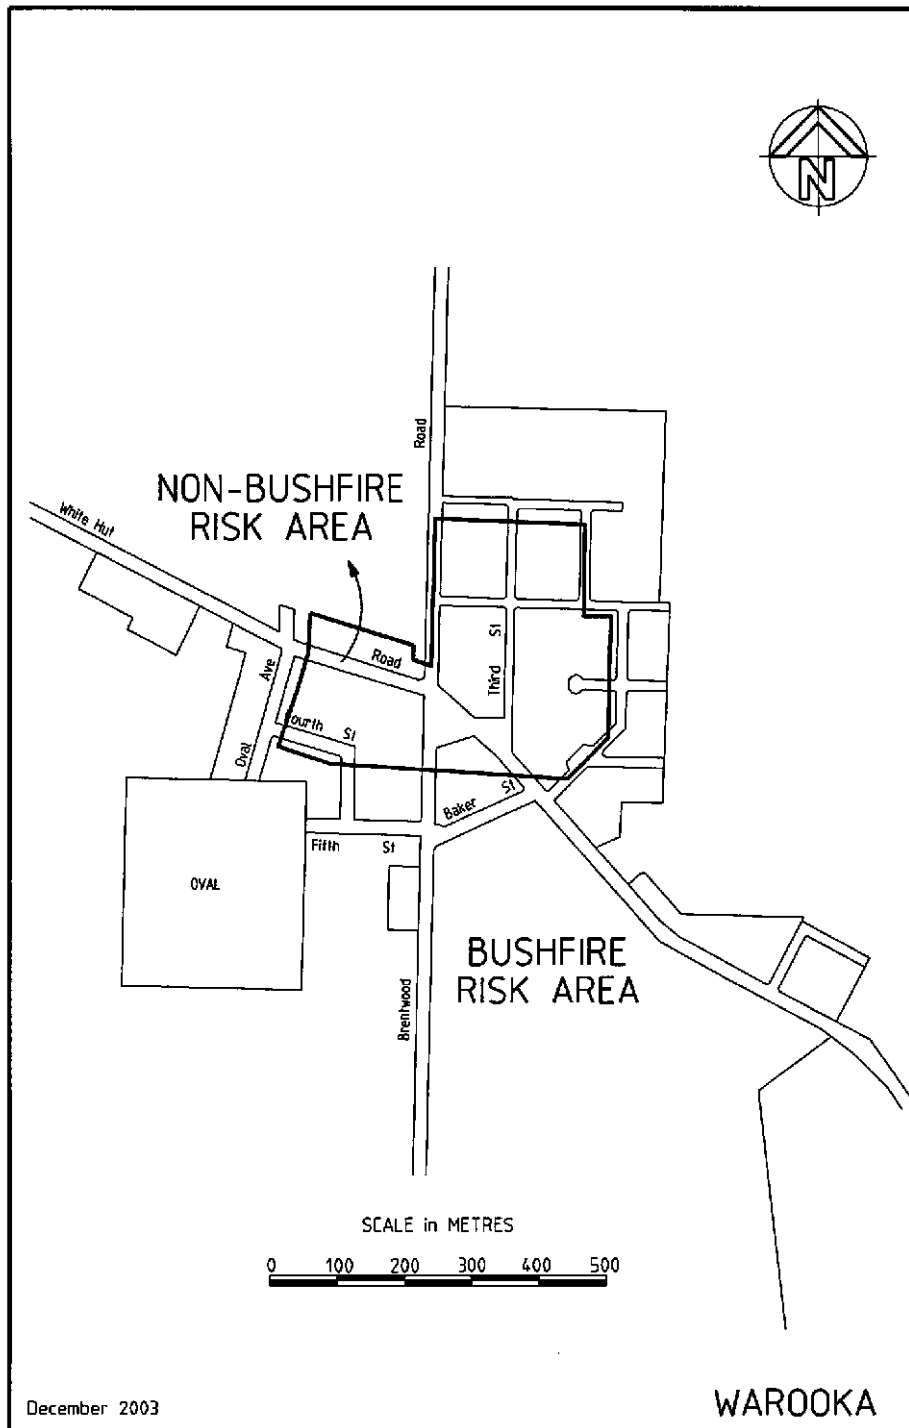 N
Road
NON-BUSHFIRE
RISK AREA
White Hut
Road
Third St
Ave
Fourth St
Oval
Baker St
Fifth St
OVAL
BUSHFIRE
RISK AREA
Brentwood
SCALE in METRES
0 100 200 300 400 500
December 2003
WAROOKA